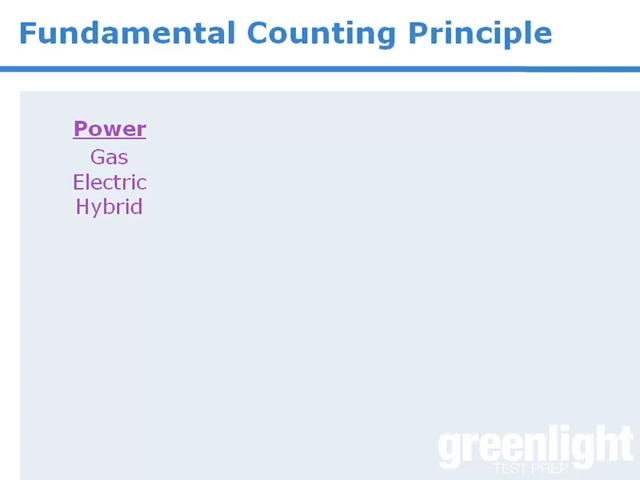 Fundamental Counting Principle
Power
Gas
Electric
Hybrid
greenlight
TEST PREP